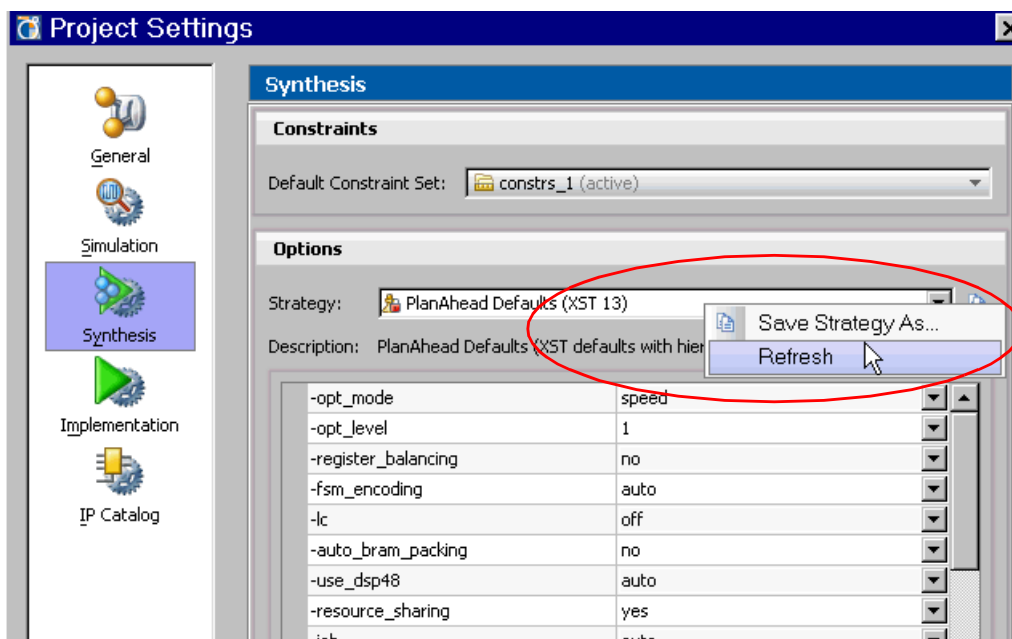 Project Settings
General
Simulation
Synthesis
Implementation
IP Catalog
Synthesis
Constraints
Default Constraint Set: constrs_1 (active)
Options
Strategy: PlanAhead Defaults (XST 13)
Save Strategy As...
Description: PlanAhead Defaults (XST defaults with hier
Refresh
-opt_mode speed
-opt_level 1
-register_balancing no
-fsm_encoding auto
-lc off
-auto_bram_packing no
-use_dsp48 auto
-resource_sharing yes